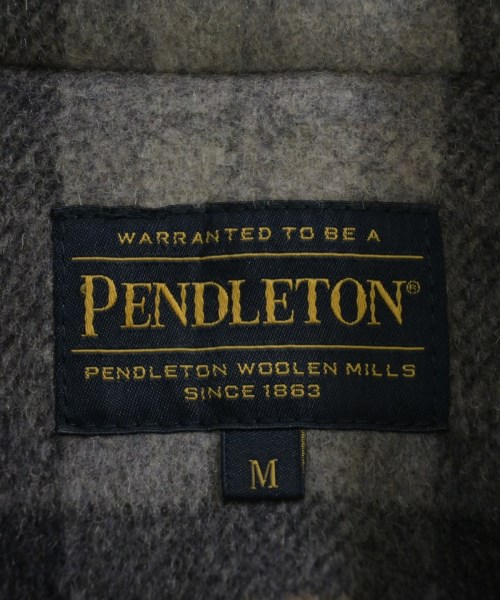 WARRANTED TO BE A
PENDLETON®
PENDLETON WOOLEN MILLS
SINCE 1863
M